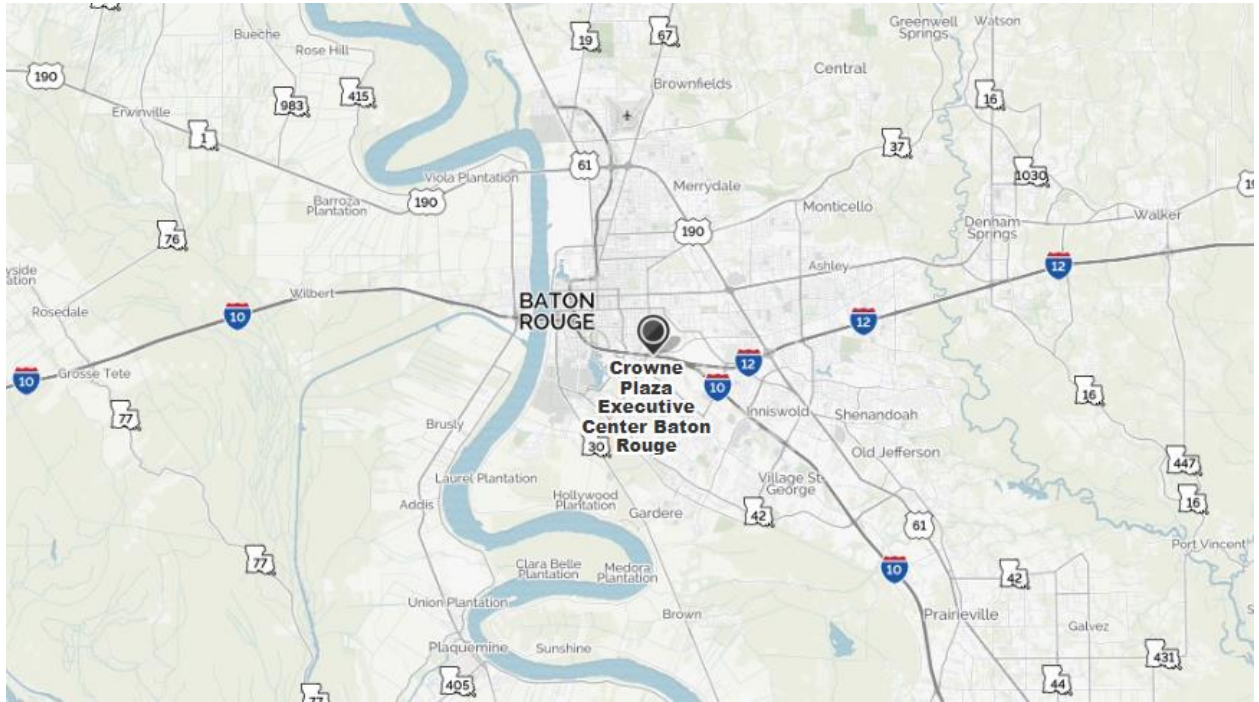 Greenwell
Springs
Watson
Bueche
Rose Hill
19
67
Central
190
Brownfields
983
415
16
Erwinville
1
37
61
Viola Plantation
1030
Merrydale
Barroza
Plantation
190
Monticello
Walker
Denham
Springs
190
76
Ashley
12
Wilbert
Rosedale
10
BATON
ROUGE
12
12
Crowne
Plaza
Executive
Center Baton
Rouge
10
Grosse Tete
10
77
Inniswold
Shenandoah
16
Brusly
30
Old Jefferson
447
Laurel Plantation
Village St.
George
Hollywood
Plantation
16
Addis
Gardere
42
61
Port Vincent
77
Clara Belle
Plantation
Medora
Plantation
10
42
Union Plantation
Brown
Prairieville
Galvez
Plaquemine
Sunshine
431
405
44
77